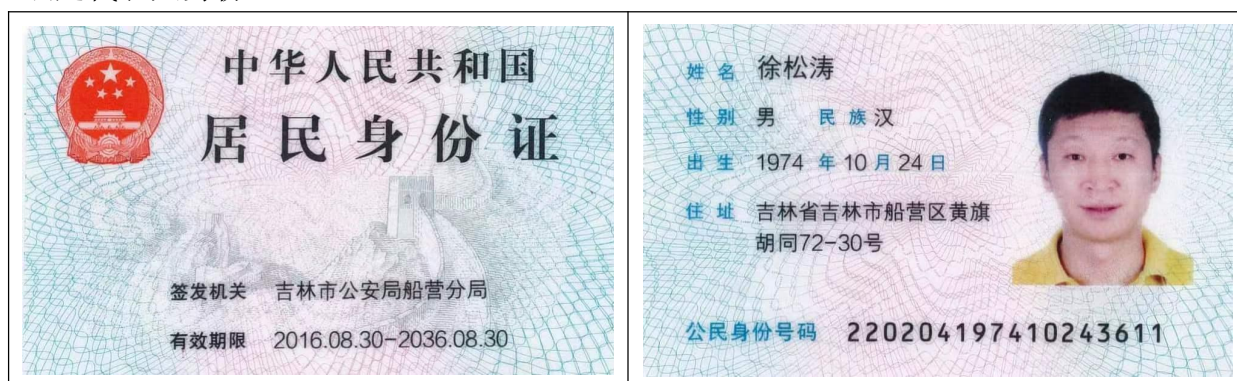 中华人民共和国
居民身份证
签发机关 吉林市公安局船营分局
有效期限 2016.08.30-2036.08.30
姓名 徐松涛
性别 男 民族 汉
出生 1974 年 10 月 24 日
住址 吉林省吉林市船营区黄旗
胡同72-30号
公民身份号码 220204197410243611